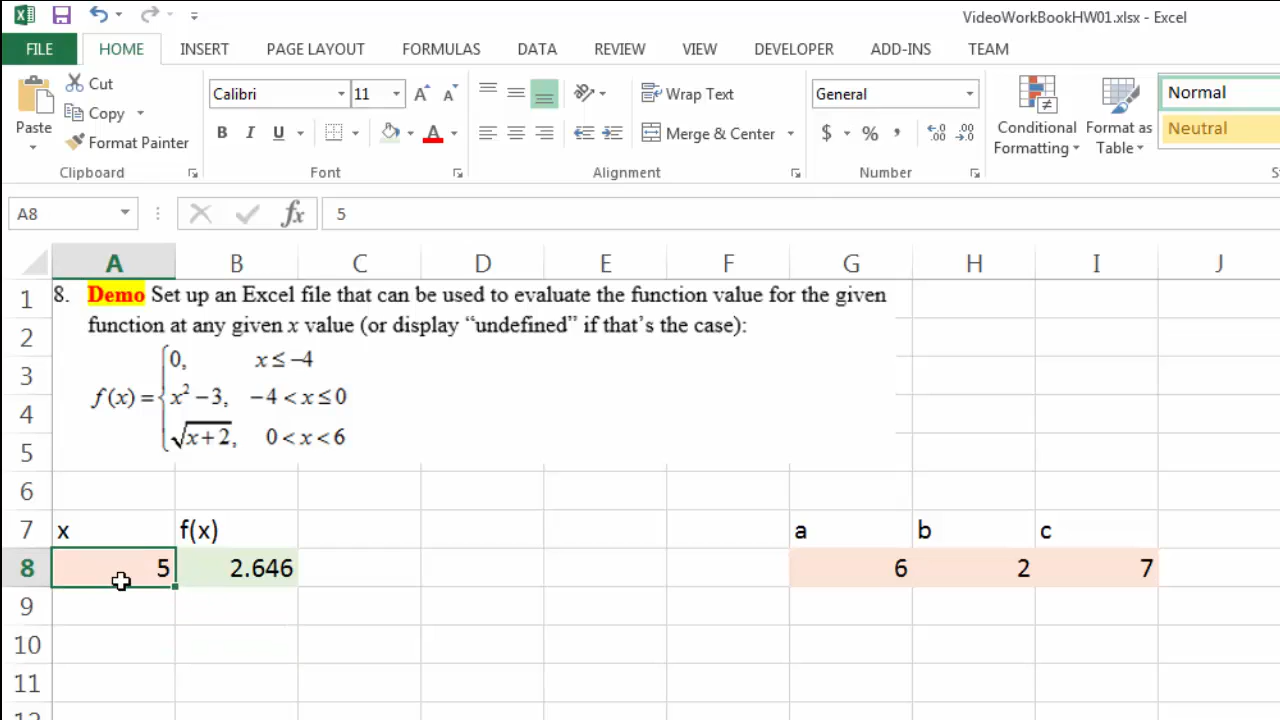 VideoWorkBookHW01.xlsx - Excel
FILE HOME INSERT PAGE LAYOUT FORMULAS DATA REVIEW VIEW DEVELOPER ADD-INS TEAM
Paste
Cut
Copy
Format Painter
Clipboard
Calibri 11
B I U
Font
Wrap Text
Merge & Center
Alignment
General
$ % ,
Number
Conditional Formatting
Format as Table
Normal
Neutral
A8 fx 5
A B C D E F G H I J
1
2
3
4
5
6
7
8
9
10
11
12
8. Demo Set up an Excel file that can be used to evaluate the function value for the given
function at any given x value (or display “undefined” if that’s the case):
0, x ≤ −4
f(x) = x² − 3, −4 < x ≤ 0
√x+2, 0 < x < 6
x f(x) a b c
5 2.646 6 2 7